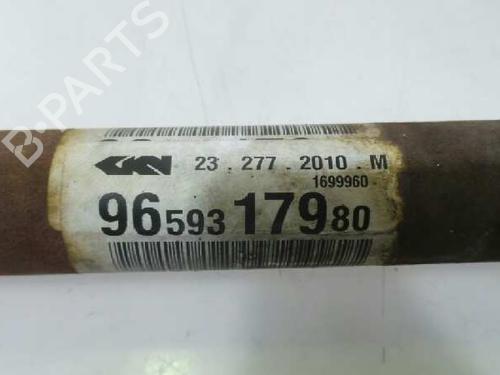 B-PARTS
GKN 23 . 277 . 2010 . M
1699960
96 593 179 80